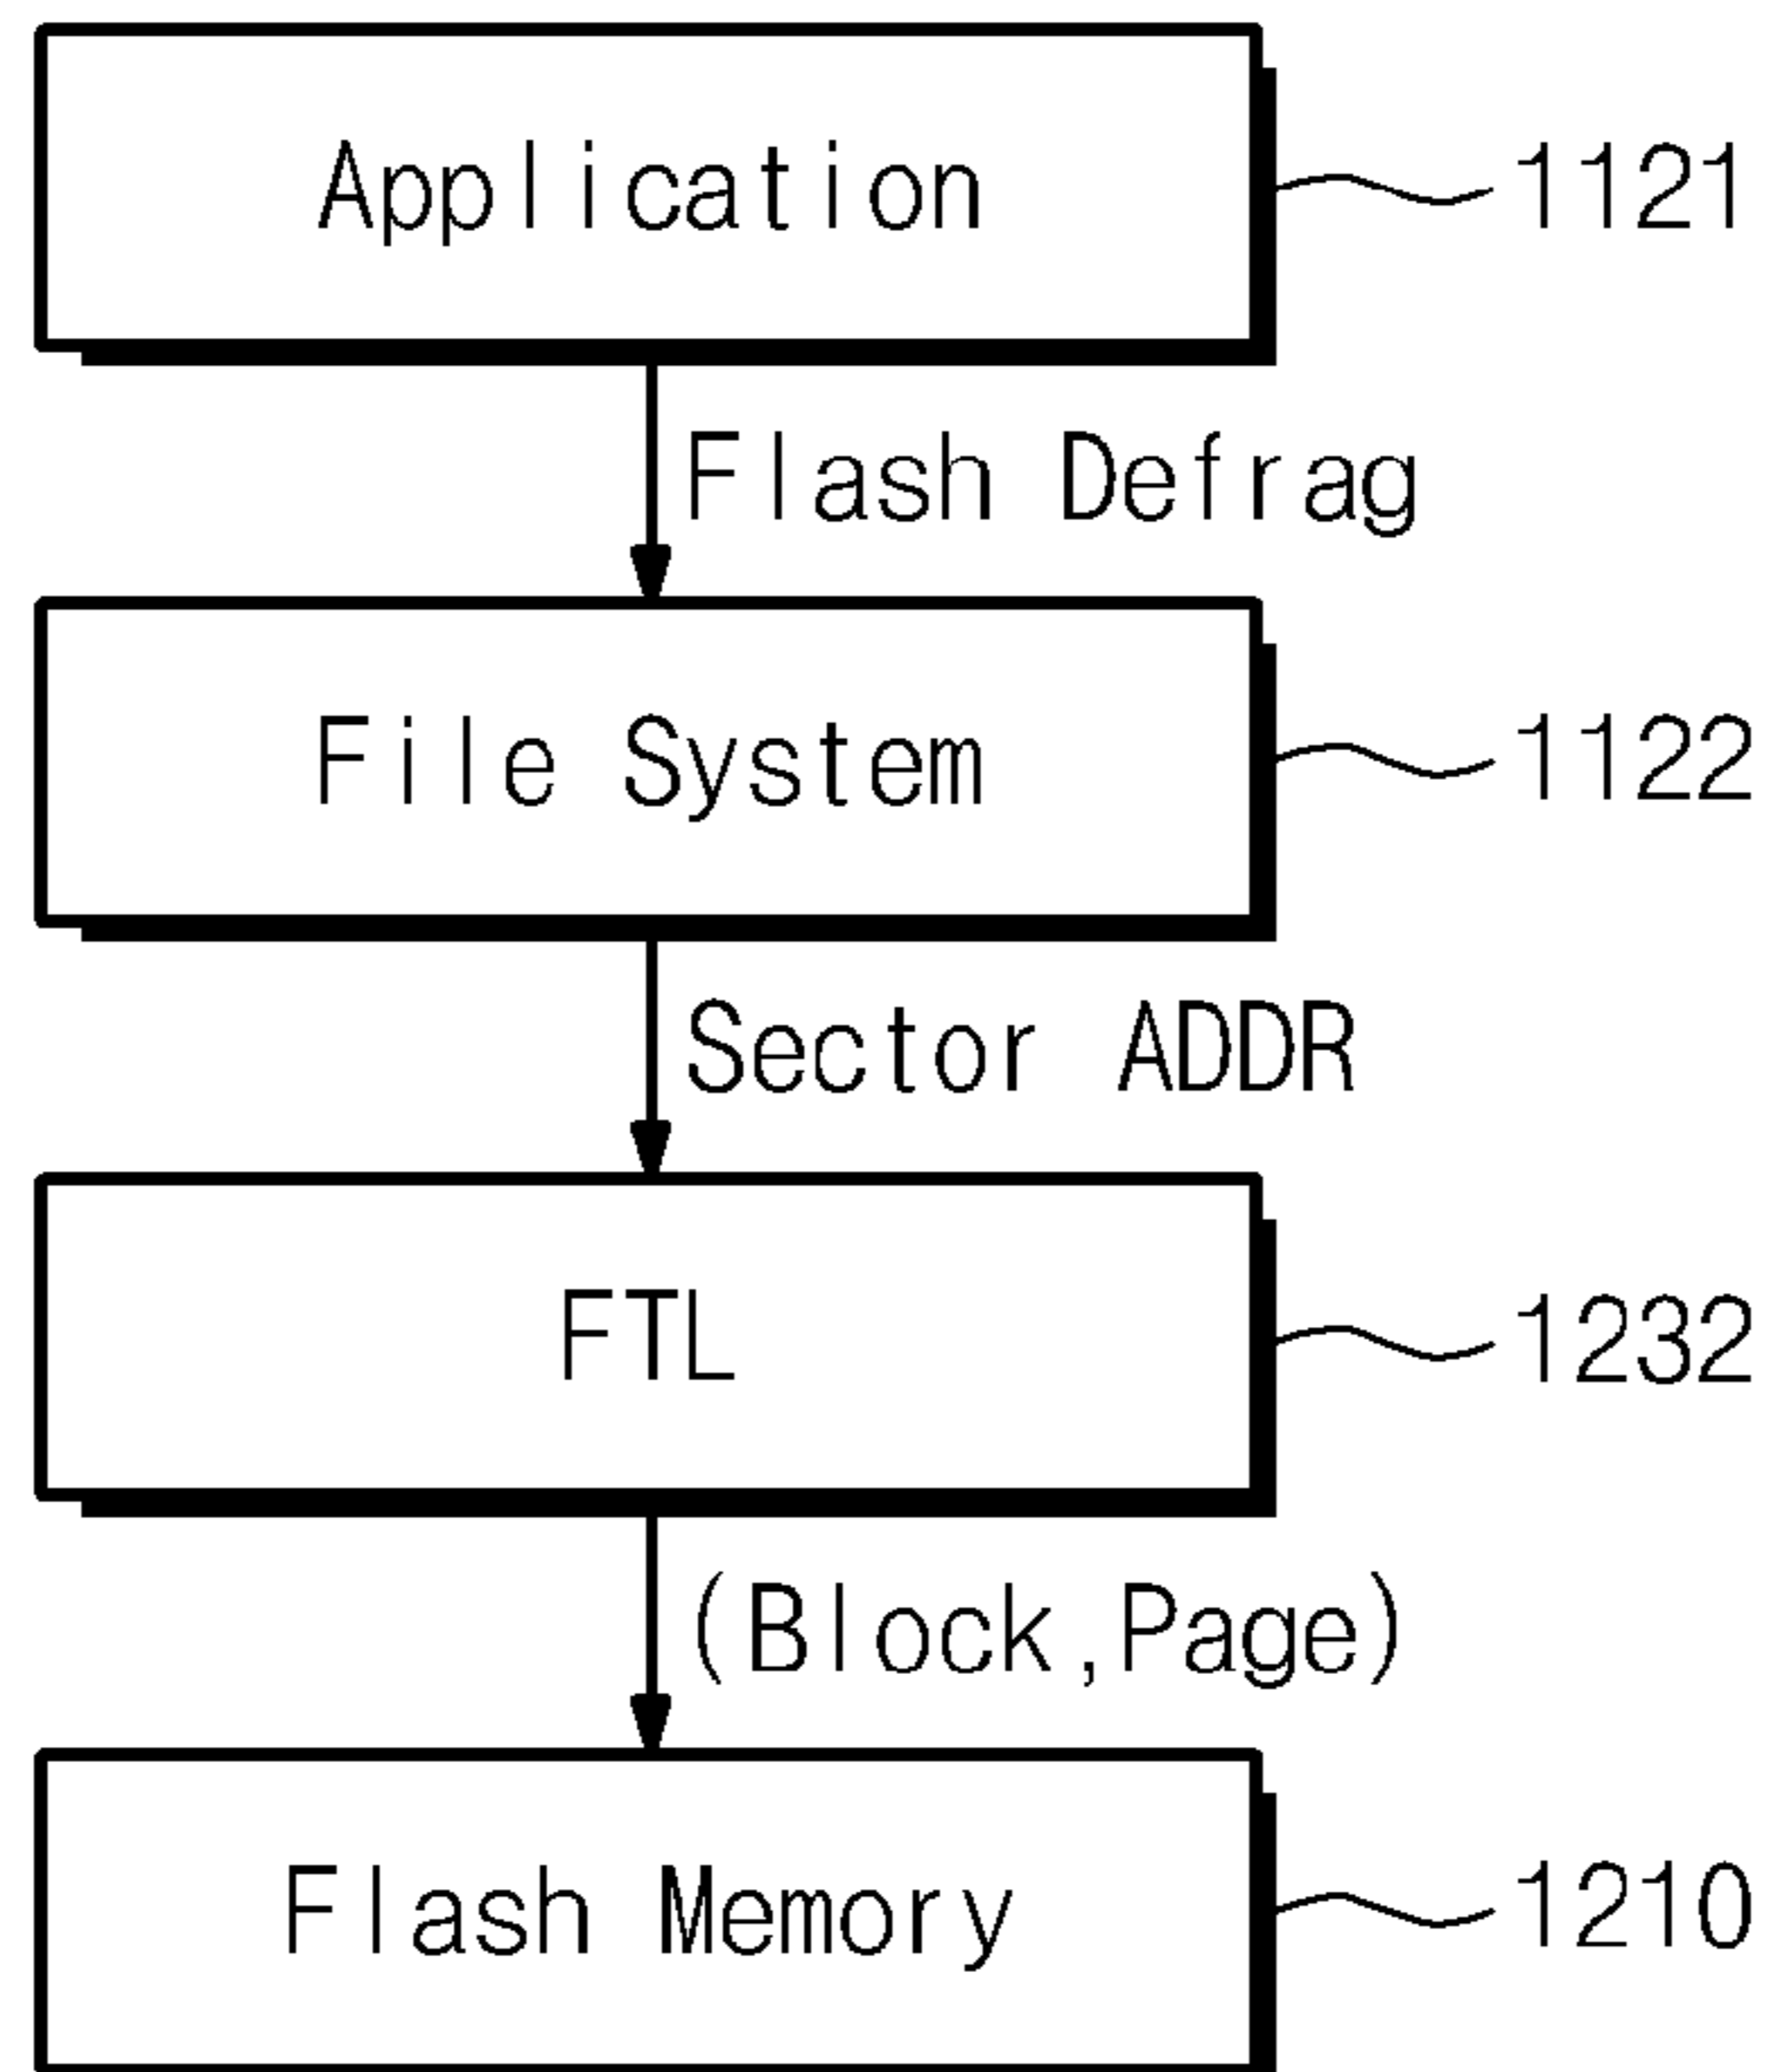 Application 1121
Flash Defrag
File System 1122
Sector ADDR
FTL 1232
(Block,Page)
Flash Memory 1210